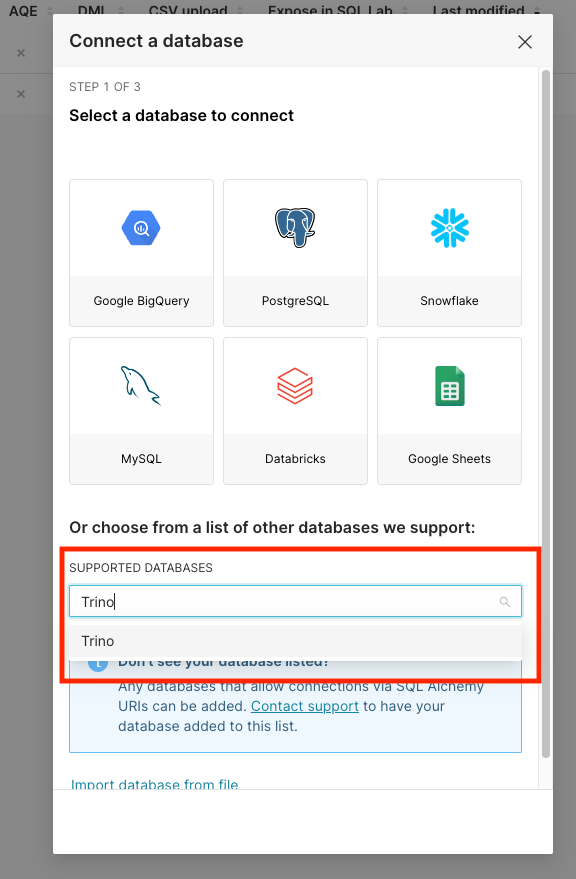 AQE DML CSV upload Expose in SQL Lab Last modified
Connect a database
STEP 1 OF 3
Select a database to connect
Google BigQuery PostgreSQL Snowflake
MySQL Databricks Google Sheets
Or choose from a list of other databases we support:
SUPPORTED DATABASES
Trino
Trino
Don't see your database listed?
Any databases that allow connections via SQL Alchemy
URIs can be added. Contact support to have your
database added to this list.
Import database from file